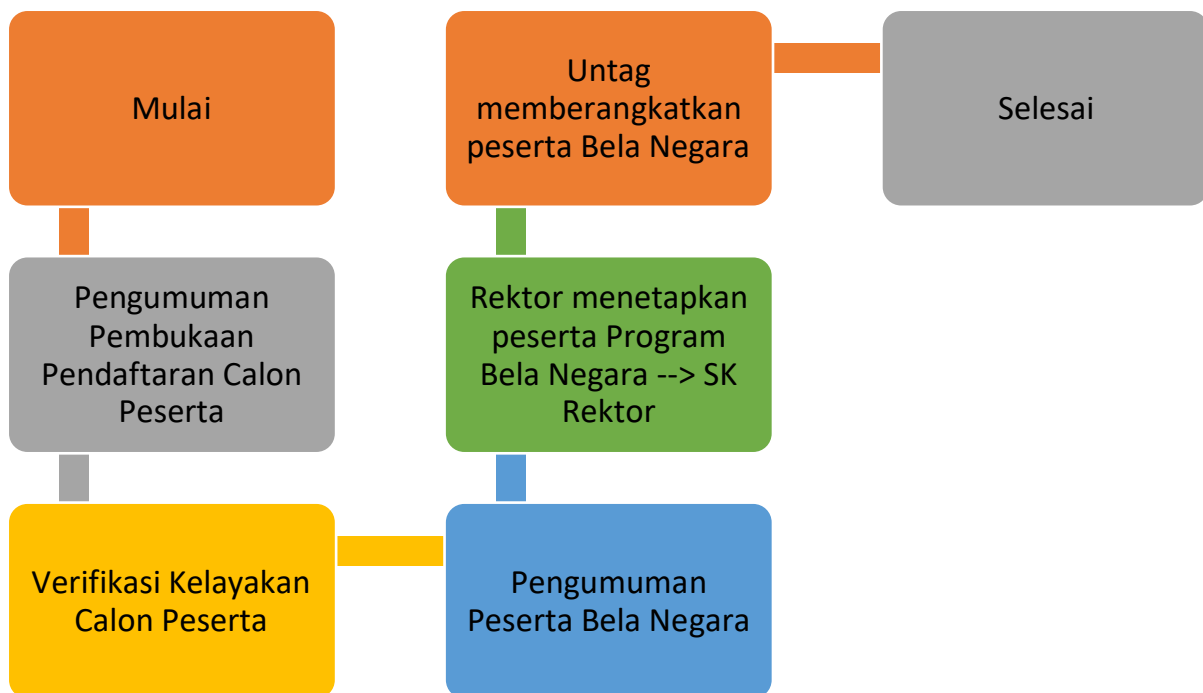 Mulai
Pengumuman
Pembukaan
Pendaftaran Calon
Peserta
Verifikasi Kelayakan
Calon Peserta
Pengumuman
Peserta Bela Negara
Rektor menetapkan
peserta Program
Bela Negara --> SK
Rektor
Untag
memberangkatkan
peserta Bela Negara
Selesai